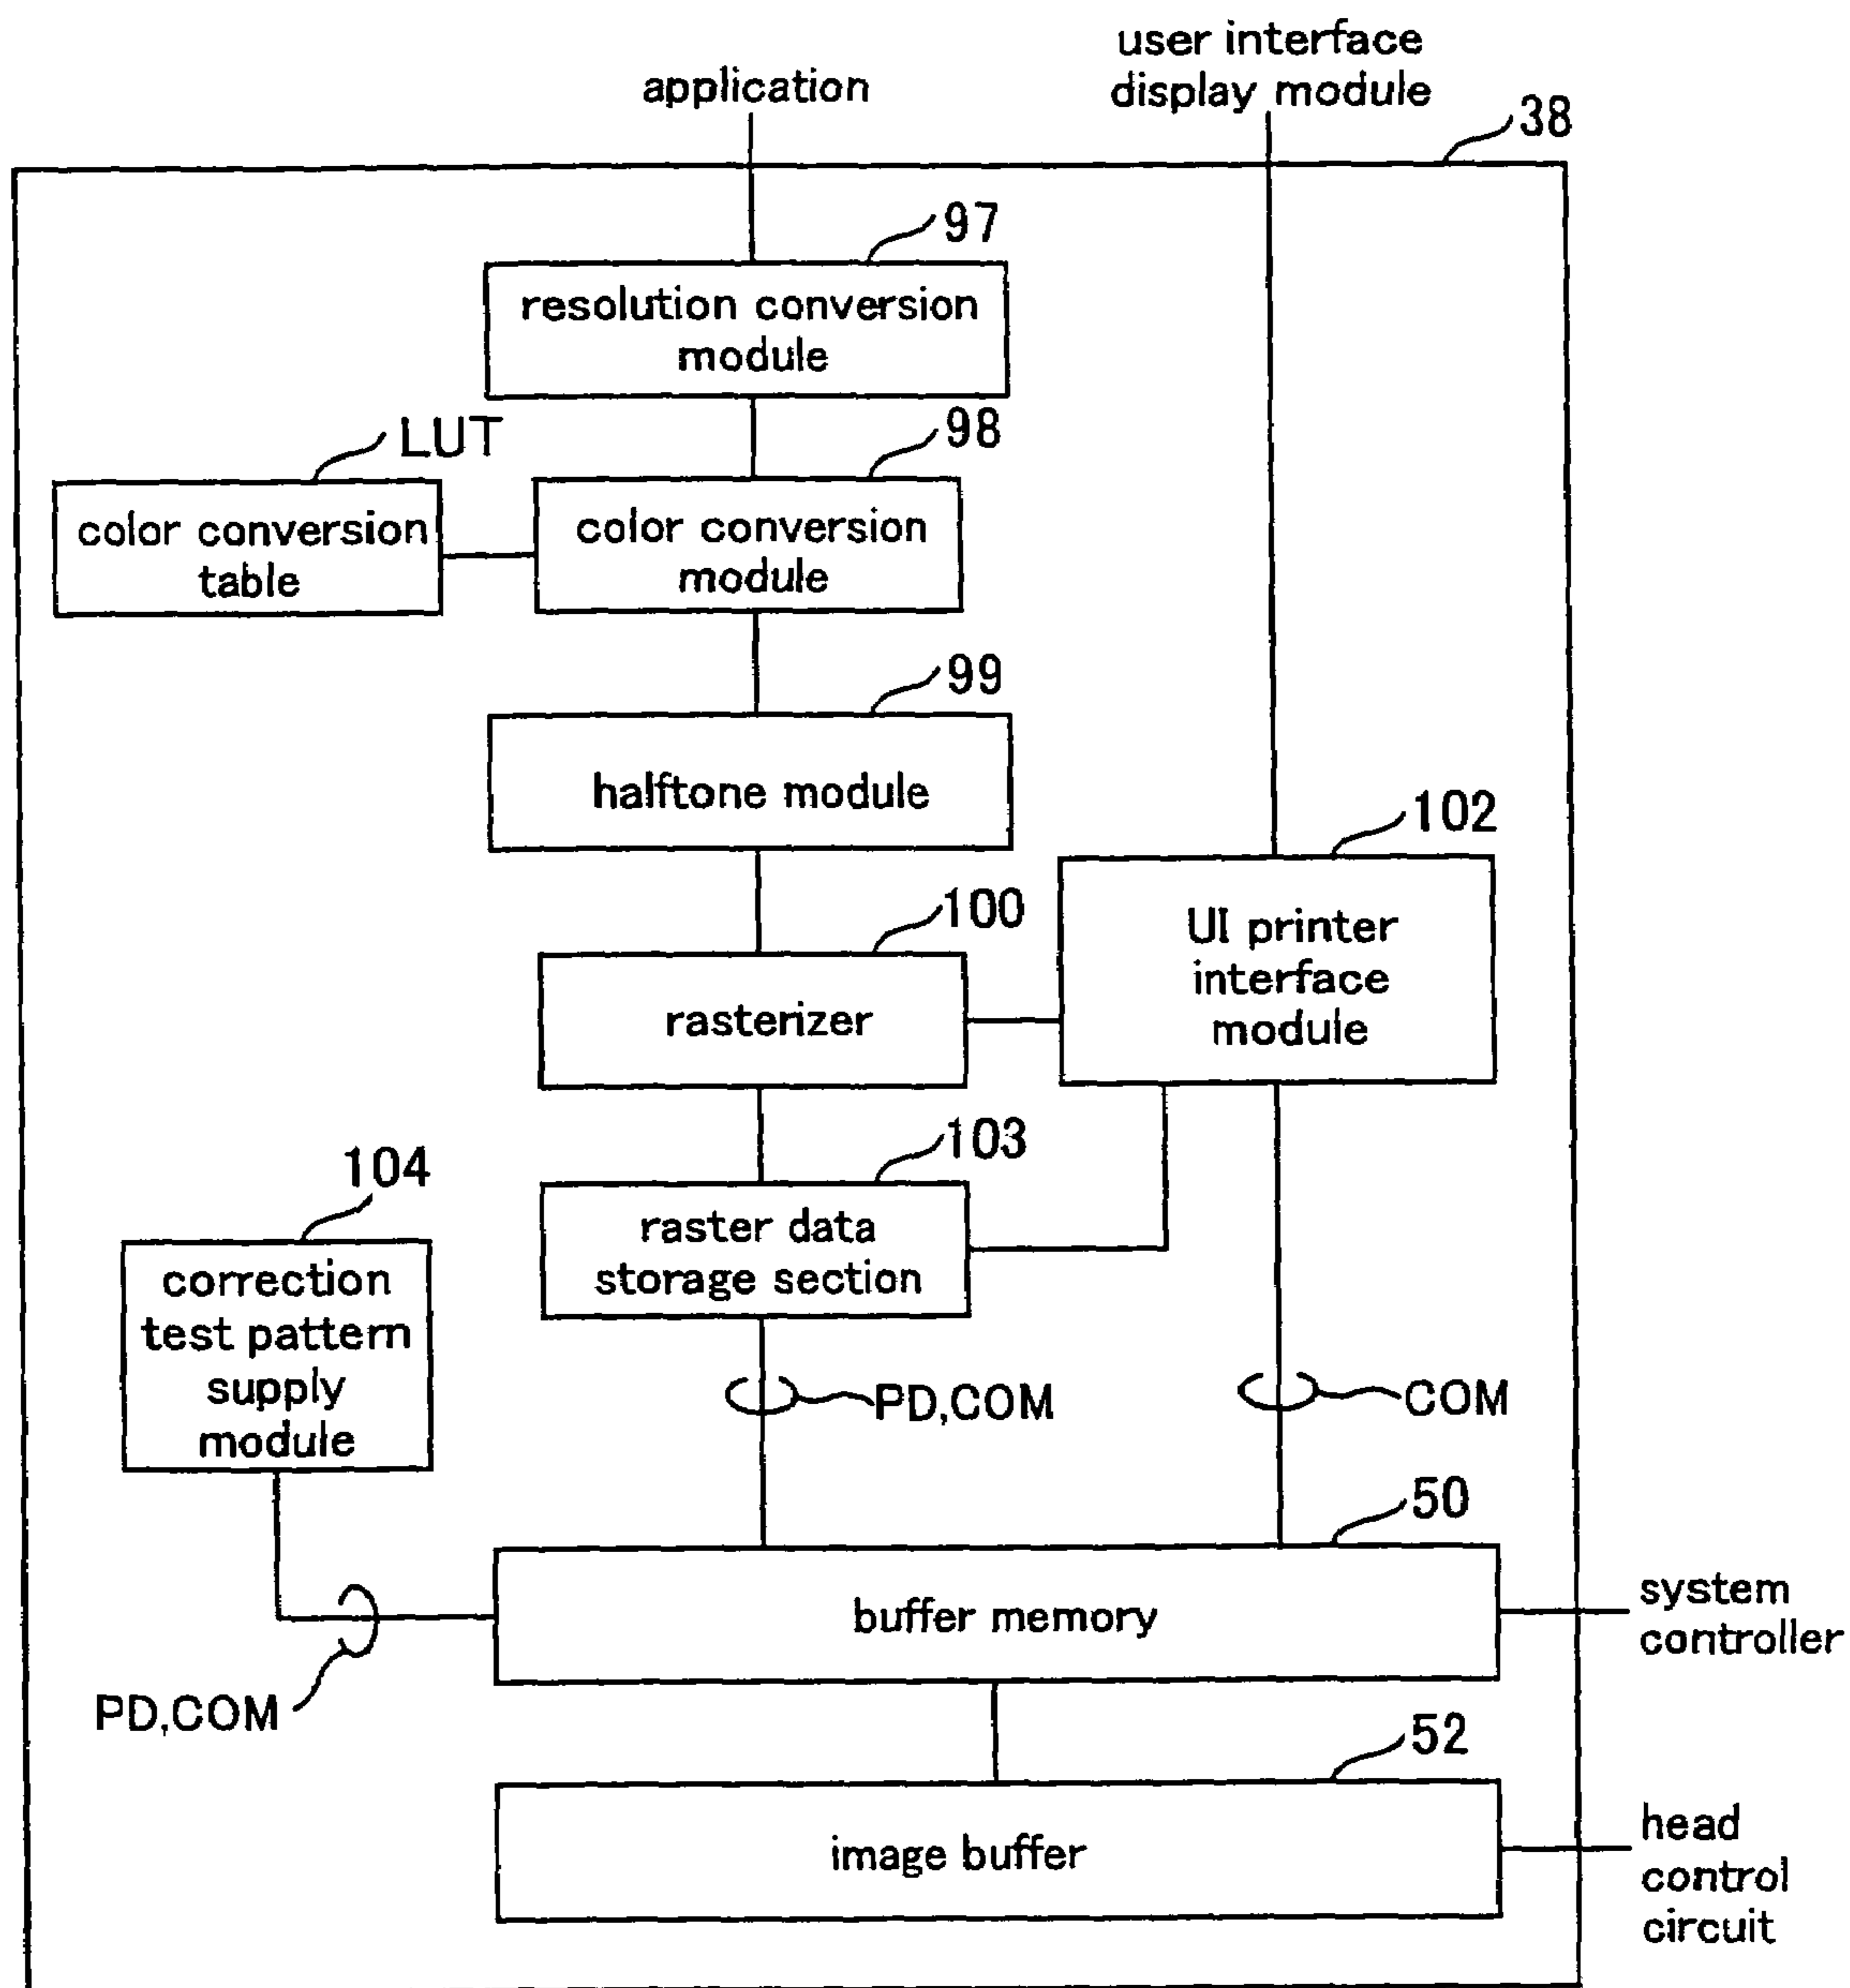 user interface
display module
application
38
97
resolution conversion
module
LUT
98
color conversion
table
color conversion
module
99
halftone module
102
100
UI printer
interface
module
rasterizer
103
104
raster data
storage section
correction
test pattern
supply
module
PD,COM
COM
50
buffer memory
system
controller
PD,COM
52
image buffer
head
control
circuit